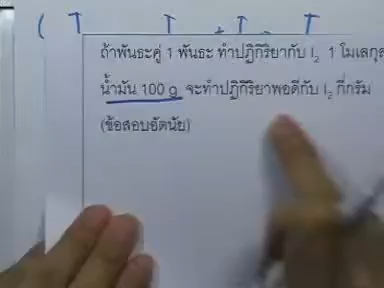 ถ้าพันธะคู่ 1 พันธะ ทำปฏิกิริยากับ I₂ 1 โมเลกุล
น้ำมัน 100 g จะทำปฏิกิริยาพอดีกับ I₂ กี่กรัม
(ข้อสอบอัตนัย)